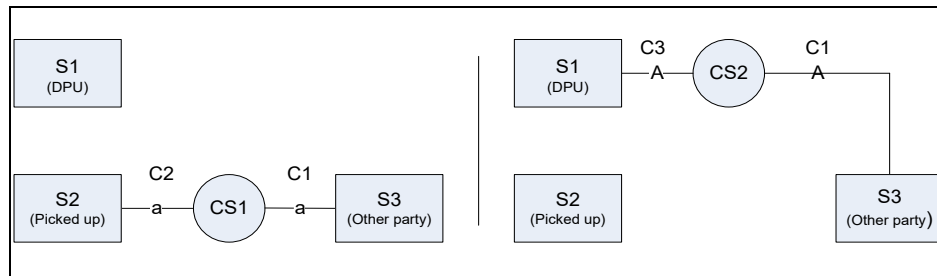 S1
(DPU)
C2
C1
S2
(Picked up)
a
CS1
a
S3
(Other party)
C3
C1
S1
(DPU)
A
CS2
A
S2
(Picked up)
S3
(Other party)